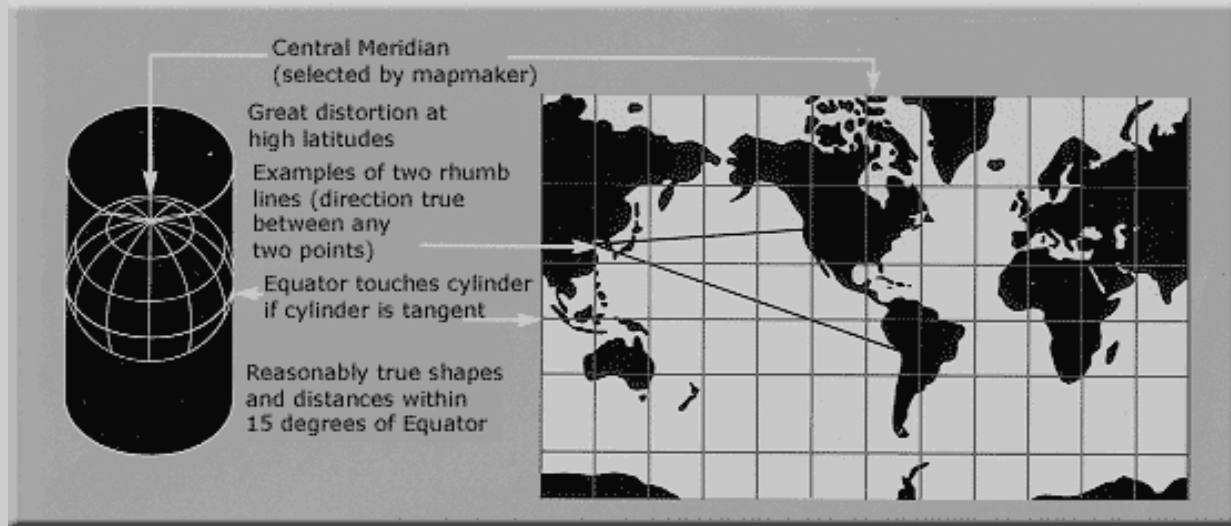 Central Meridian
(selected by mapmaker)
Great distortion at
high latitudes
Examples of two rhumb
lines (direction true
between any
two points)
Equator touches cylinder
if cylinder is tangent
Reasonably true shapes
and distances within
15 degrees of Equator